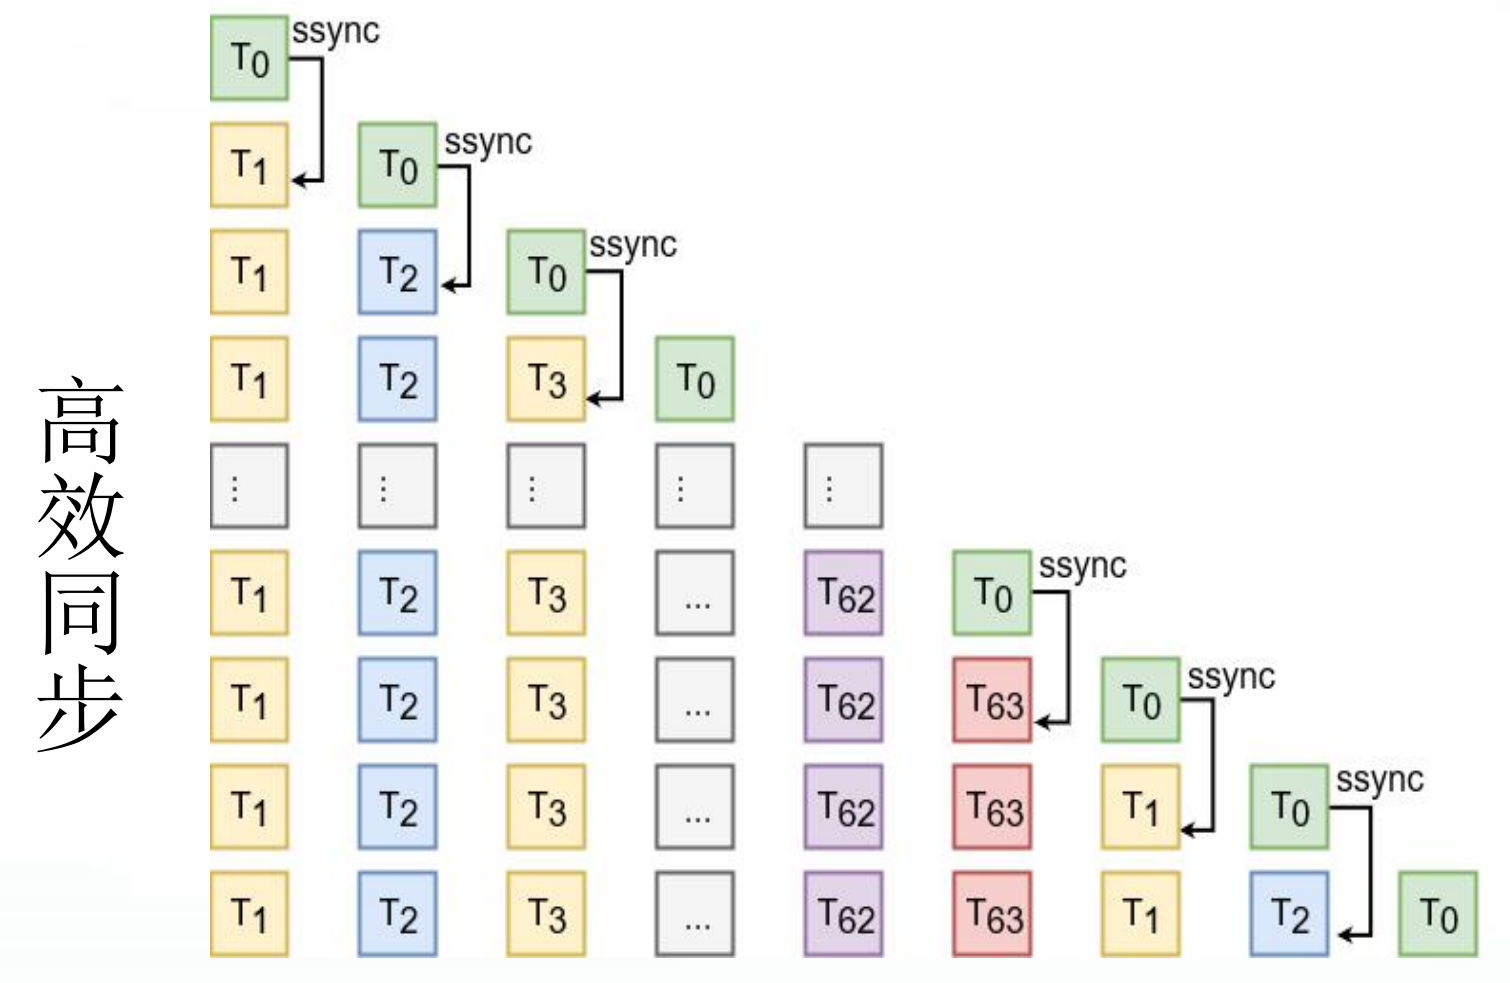 高效同步
T0 ssync
T1 T0 ssync
T1 T2 T0 ssync
T1 T2 T3 T0
⋮ ⋮ ⋮ ⋮ ⋮
T1 T2 T3 ... T62 T0 ssync
T1 T2 T3 ... T62 T63 T0 ssync
T1 T2 T3 ... T62 T63 T1 T0 ssync
T1 T2 T3 ... T62 T63 T1 T2 T0